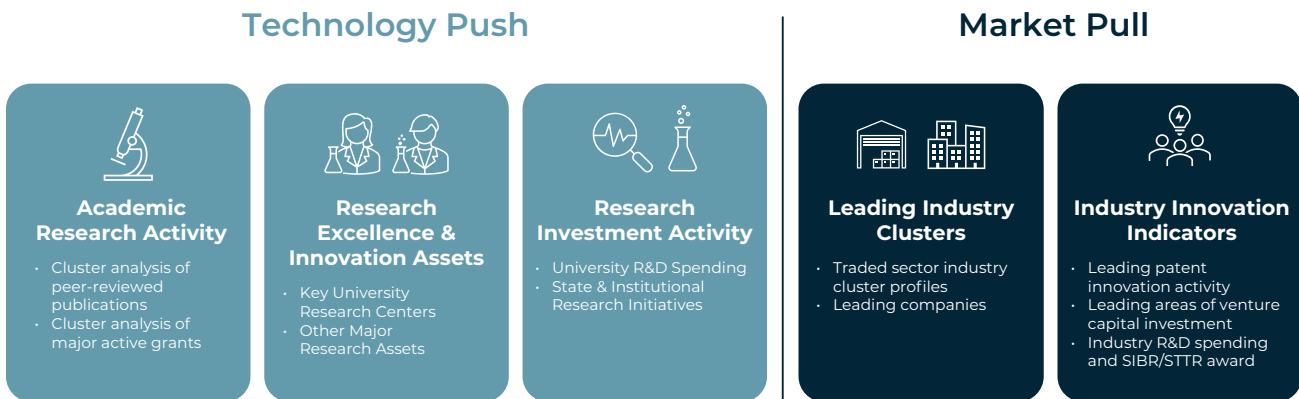 Technology Push
Market Pull
Academic
Research Activity
· Cluster analysis of
peer-reviewed
publications
· Cluster analysis of
major active grants
Research
Excellence &
Innovation Assets
· Key University
Research Centers
· Other Major
Research Assets
Research
Investment Activity
· University R&D Spending
· State & Institutional
Research Initiatives
Leading Industry
Clusters
· Traded sector industry
cluster profiles
· Leading companies
Industry Innovation
Indicators
· Leading patent
innovation activity
· Leading areas of venture
capital investment
· Industry R&D spending
and SIBR/STTR award